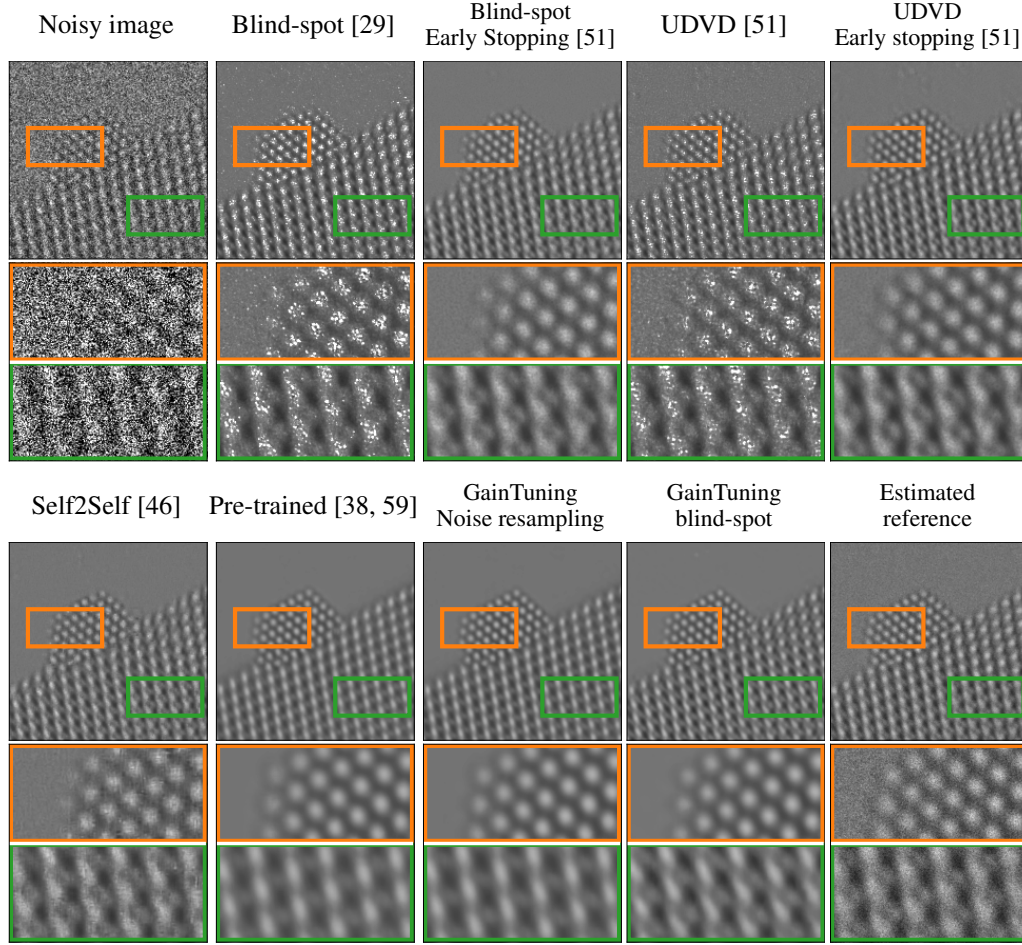 Noisy image
Blind-spot [29]
Blind-spot
Early Stopping [51]
UDVD [51]
UDVD
Early stopping [51]
Self2Self [46]
Pre-trained [38, 59]
GainTuning
Noise resampling
GainTuning
blind-spot
Estimated
reference